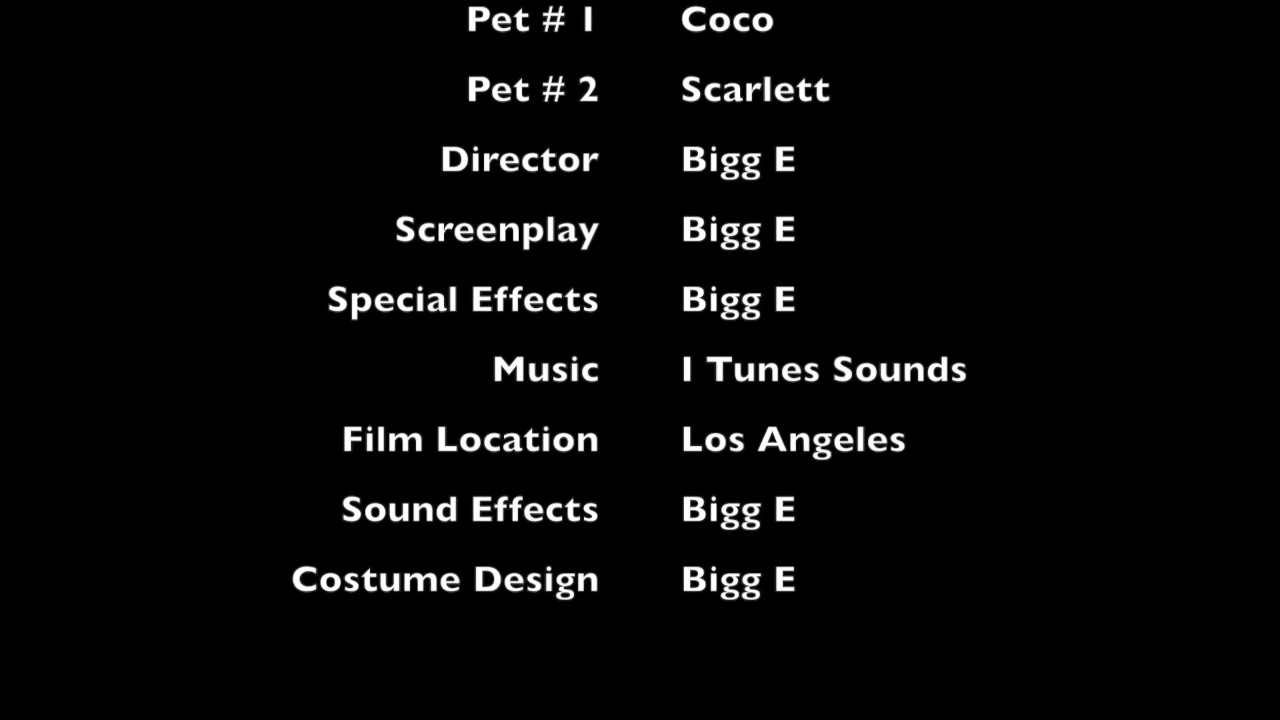 Pet # 1 Coco
Pet # 2 Scarlett
Director Bigg E
Screenplay Bigg E
Special Effects Bigg E
Music I Tunes Sounds
Film Location Los Angeles
Sound Effects Bigg E
Costume Design Bigg E